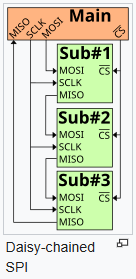 Main
MISO
SCLK
MOSI
CS
Sub#1
MOSI CS
SCLK
MISO
Sub#2
MOSI CS
SCLK
MISO
Sub#3
MOSI CS
SCLK
MISO
Daisy-chained
SPI